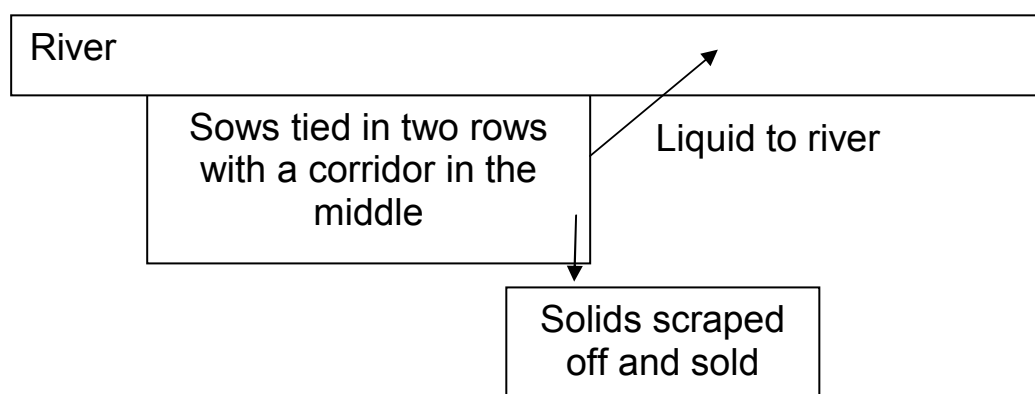 River
Sows tied in two rows
with a corridor in the
middle
Liquid to river
Solids scraped
off and sold